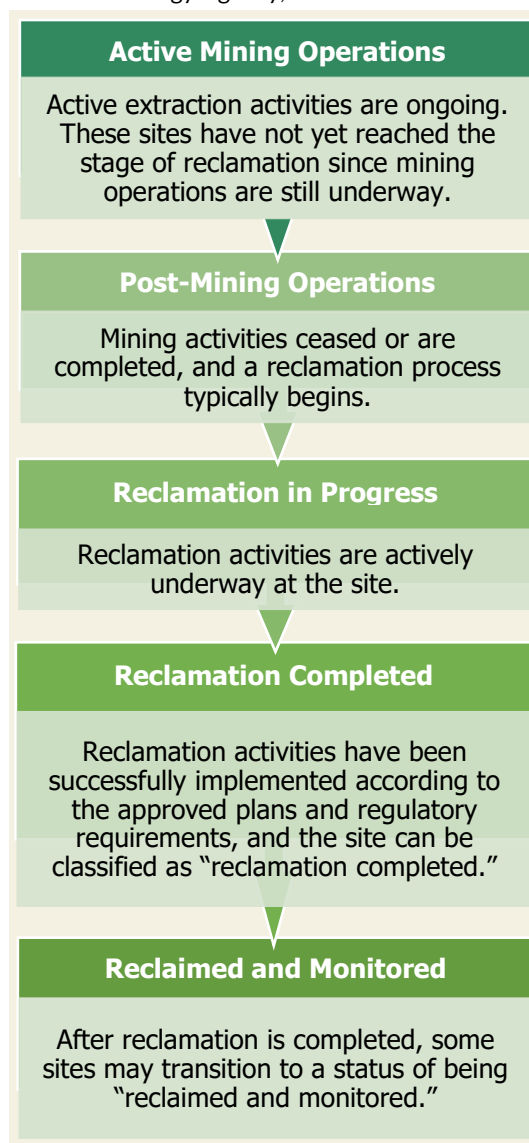 Active Mining Operations
Active extraction activities are ongoing.
These sites have not yet reached the
stage of reclamation since mining
operations are still underway.
Post-Mining Operations
Mining activities ceased or are
completed, and a reclamation process
typically begins.
Reclamation in Progress
Reclamation activities are actively
underway at the site.
Reclamation Completed
Reclamation activities have been
successfully implemented according to
the approved plans and regulatory
requirements, and the site can be
classified as “reclamation completed.”
Reclaimed and Monitored
After reclamation is completed, some
sites may transition to a status of being
“reclaimed and monitored.”